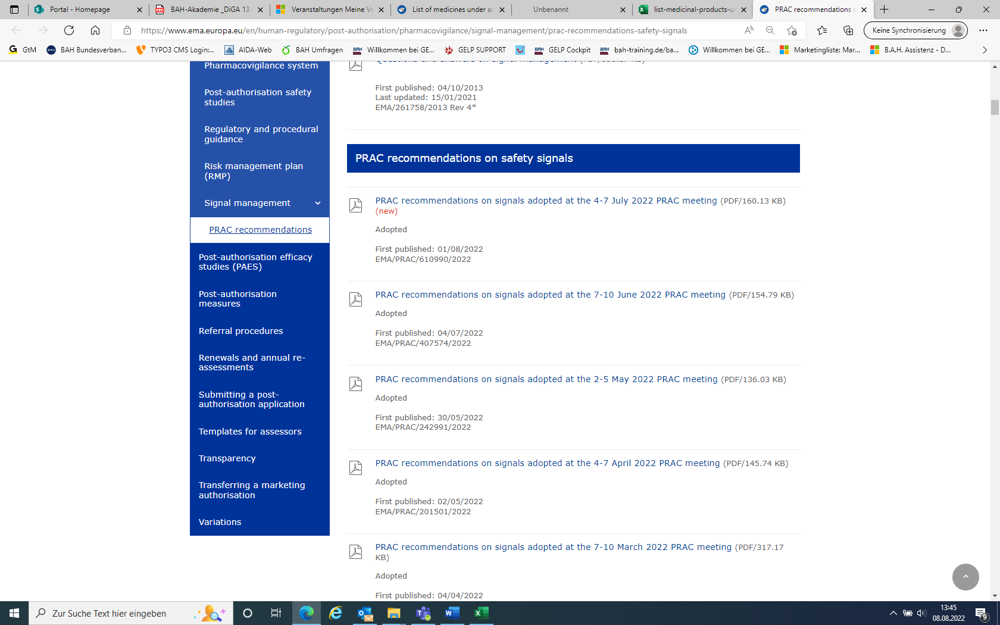 Portal - Homepage
BAH-Akademie _DiGA 13.
Veranstaltungen Meine Ve
List of medicines under ad
Unbenannt
list-medicinal-products-un
PRAC recommendations o
https://www.ema.europa.eu/en/human-regulatory/post-authorisation/pharmacovigilance/signal-management/prac-recommendations-safety-signals
Keine Synchronisierung
GtM
BAH Bundesverban...
TYPO3 CMS Login:...
AIDA-Web
BAH Umfragen
Willkommen bei GE...
GELP SUPPORT
GELP Cockpit
bah-training.de/ba...
Willkommen bei GE...
Marketingliste: Mar...
B.A.H. Assistenz - D...
Pharmacovigilance system
Post-authorisation safety
studies
Regulatory and procedural
guidance
Risk management plan
(RMP)
Signal management
PRAC recommendations
Post-authorisation efficacy
studies (PAES)
Post-authorisation
measures
Referral procedures
Renewals and annual re-
assessments
Submitting a post-
authorisation application
Templates for assessors
Transparency
Transferring a marketing
authorisation
Variations
Questions and answers on signal management
First published: 04/10/2013
Last updated: 15/01/2021
EMA/261758/2013 Rev 4*
PRAC recommendations on safety signals
PRAC recommendations on signals adopted at the 4-7 July 2022 PRAC meeting (PDF/160.13 KB)
(new)
Adopted
First published: 01/08/2022
EMA/PRAC/610990/2022
PRAC recommendations on signals adopted at the 7-10 June 2022 PRAC meeting (PDF/154.79 KB)
Adopted
First published: 04/07/2022
EMA/PRAC/407574/2022
PRAC recommendations on signals adopted at the 2-5 May 2022 PRAC meeting (PDF/136.03 KB)
Adopted
First published: 30/05/2022
EMA/PRAC/242991/2022
PRAC recommendations on signals adopted at the 4-7 April 2022 PRAC meeting (PDF/145.74 KB)
Adopted
First published: 02/05/2022
EMA/PRAC/201501/2022
PRAC recommendations on signals adopted at the 7-10 March 2022 PRAC meeting (PDF/317.17
KB)
Adopted
First published: 04/04/2022
Zur Suche Text hier eingeben
13:45
08.08.2022
9